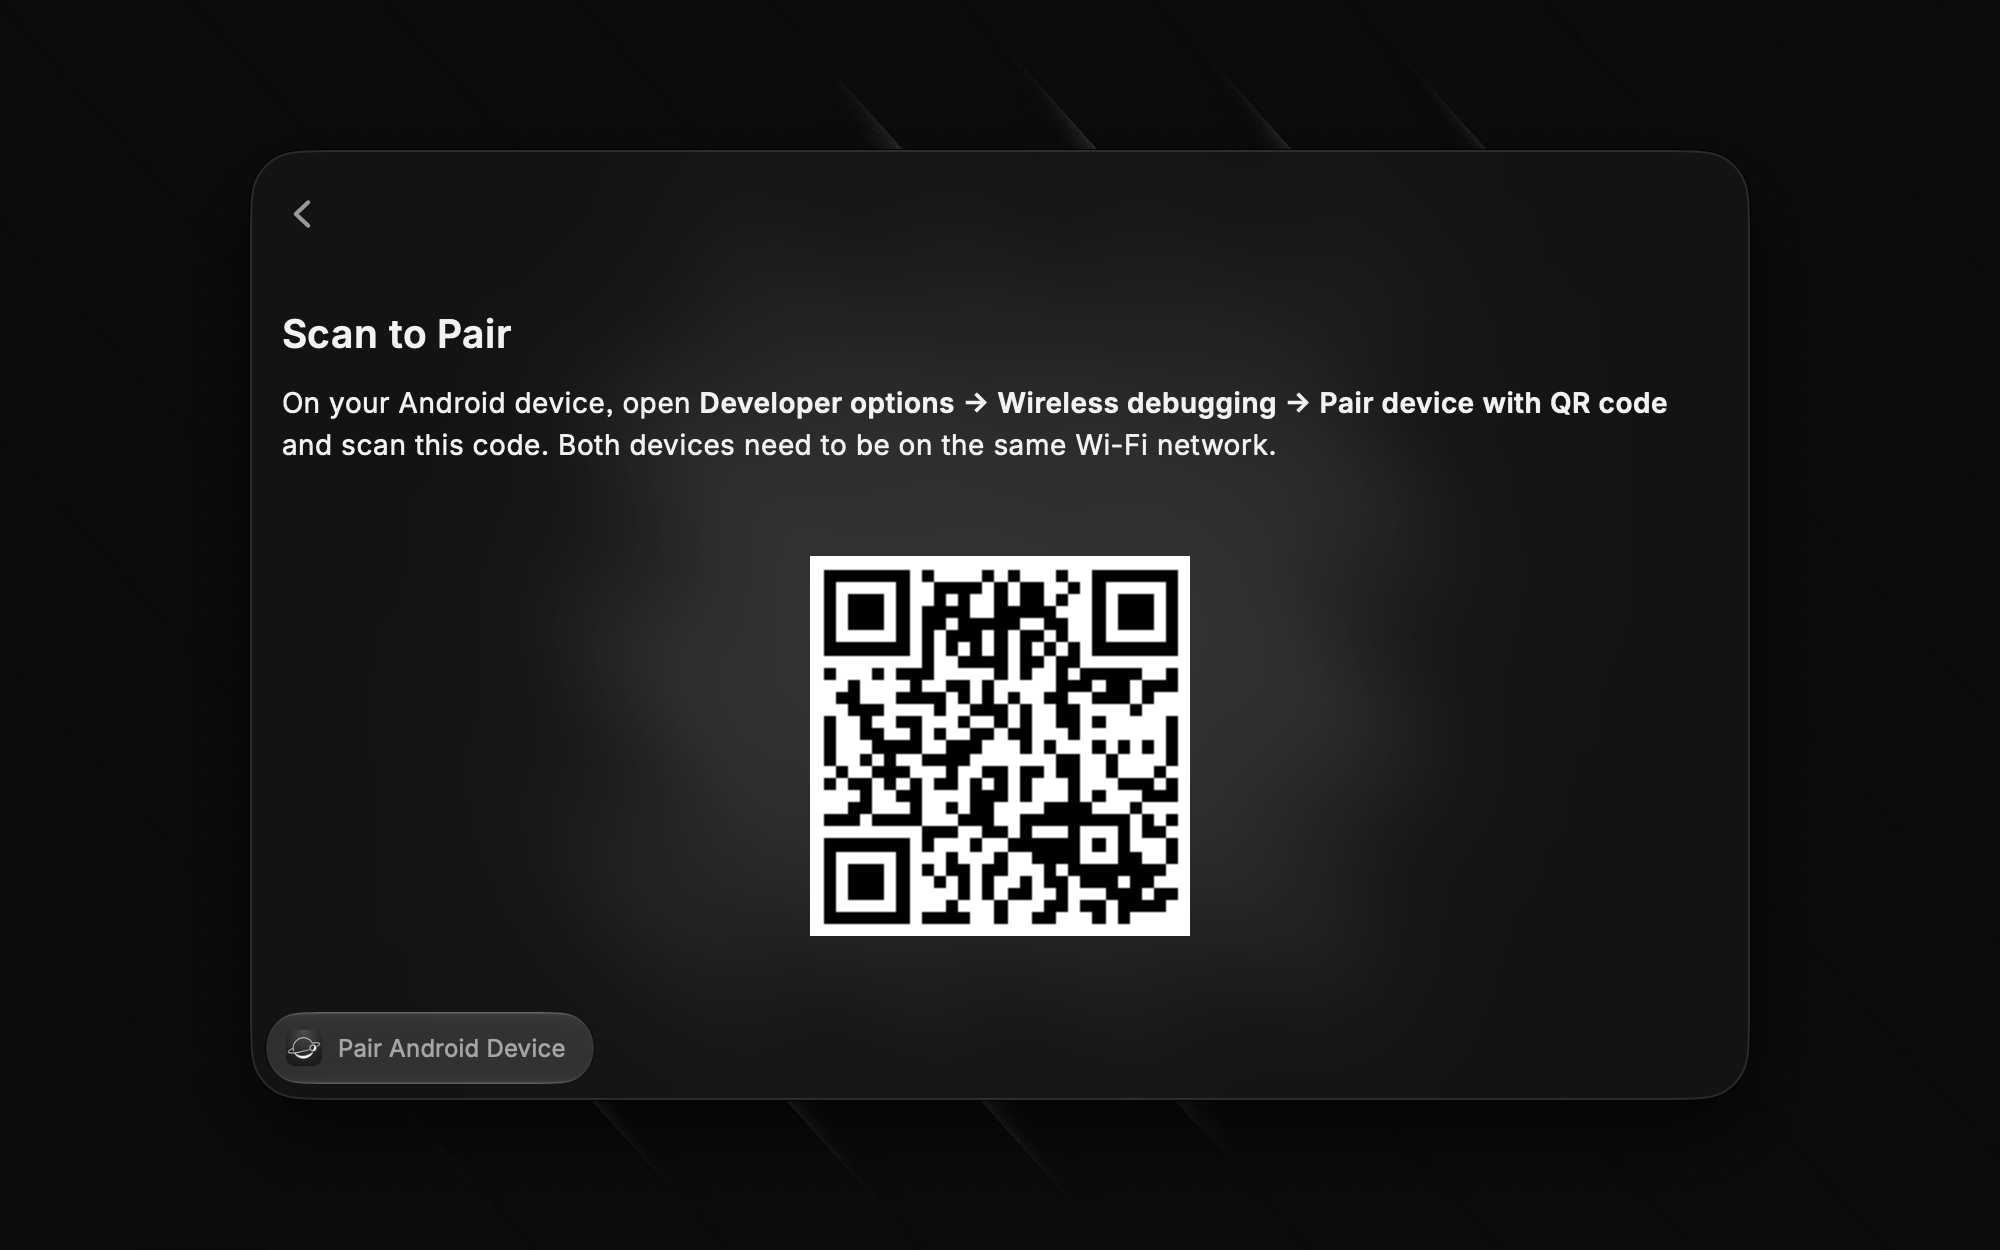 Scan to Pair
On your Android device, open Developer options → Wireless debugging → Pair device with QR code
and scan this code. Both devices need to be on the same Wi-Fi network.
Pair Android Device